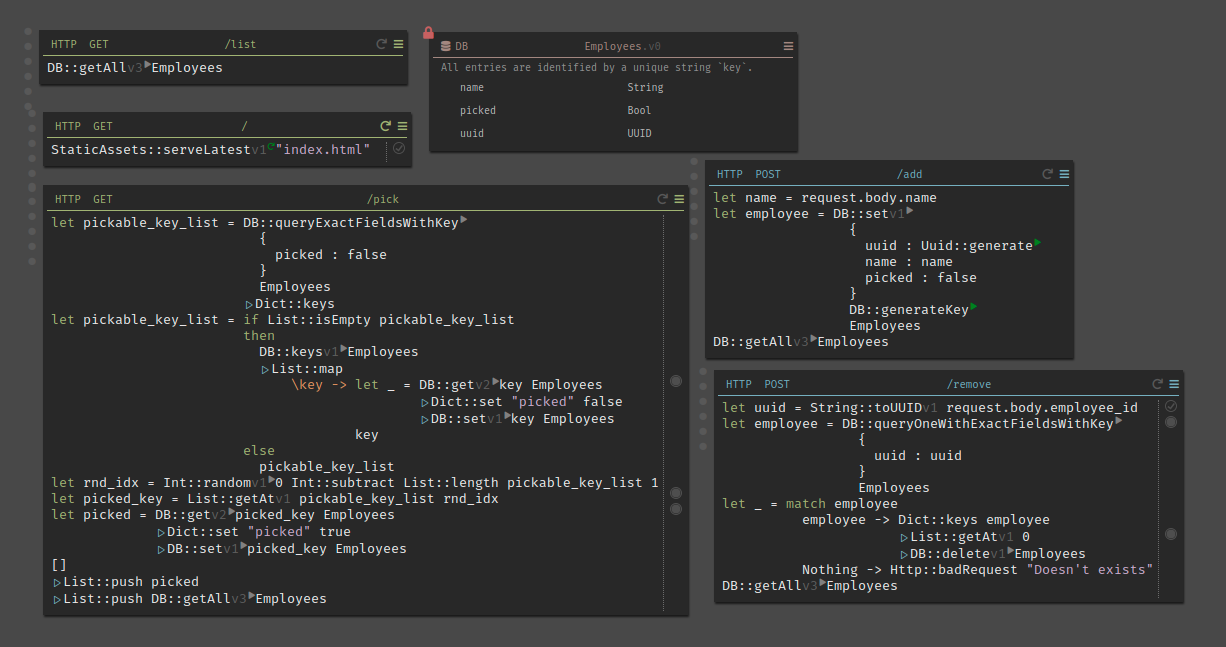 HTTP GET /list
DB::getAllv3 Employees
HTTP GET /
StaticAssets::serveLatestv1 "index.html"
HTTP GET /pick
let pickable_key_list = DB::queryExactFieldsWithKey
{
picked : false
}
Employees
Dict::keys
let pickable_key_list = if List::isEmpty pickable_key_list
then
DB::keysv1 Employees
List::map
\key -> let _ = DB::getv2 key Employees
Dict::set "picked" false
DB::setv1 key Employees
key
else
pickable_key_list
let rnd_idx = Int::randomv1 0 Int::subtract List::length pickable_key_list 1
let picked_key = List::getAtv1 pickable_key_list rnd_idx
let picked = DB::getv2 picked_key Employees
Dict::set "picked" true
DB::setv1 picked_key Employees
[]
List::push picked
List::push DB::getAllv3 Employees
DB Employees.v0
All entries are identified by a unique string `key`.
name String
picked Bool
uuid UUID
HTTP POST /add
let name = request.body.name
let employee = DB::setv1
{
uuid : Uuid::generate
name : name
picked : false
}
DB::generateKey
Employees
DB::getAllv3 Employees
HTTP POST /remove
let uuid = String::toUUIDv1 request.body.employee_id
let employee = DB::queryOneWithExactFieldsWithKey
{
uuid : uuid
}
Employees
let _ = match employee
employee -> Dict::keys employee
List::getAtv1 0
DB::deletev1 Employees
Nothing -> Http::badRequest "Doesn't exists"
DB::getAllv3 Employees